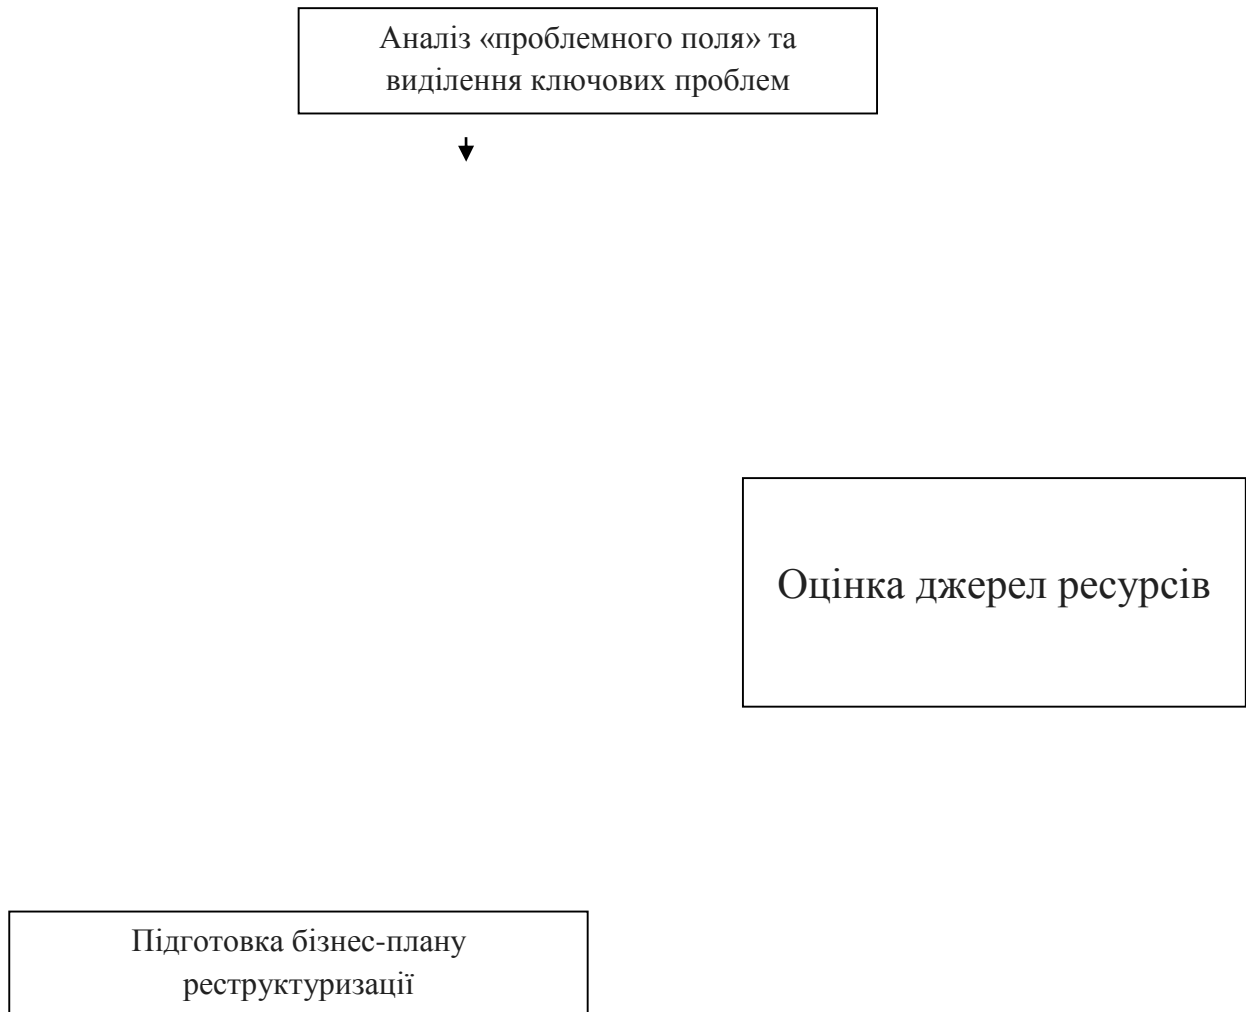 Аналіз «проблемного поля» та
виділення ключових проблем
Оцінка джерел ресурсів
Підготовка бізнес-плану
реструктуризації